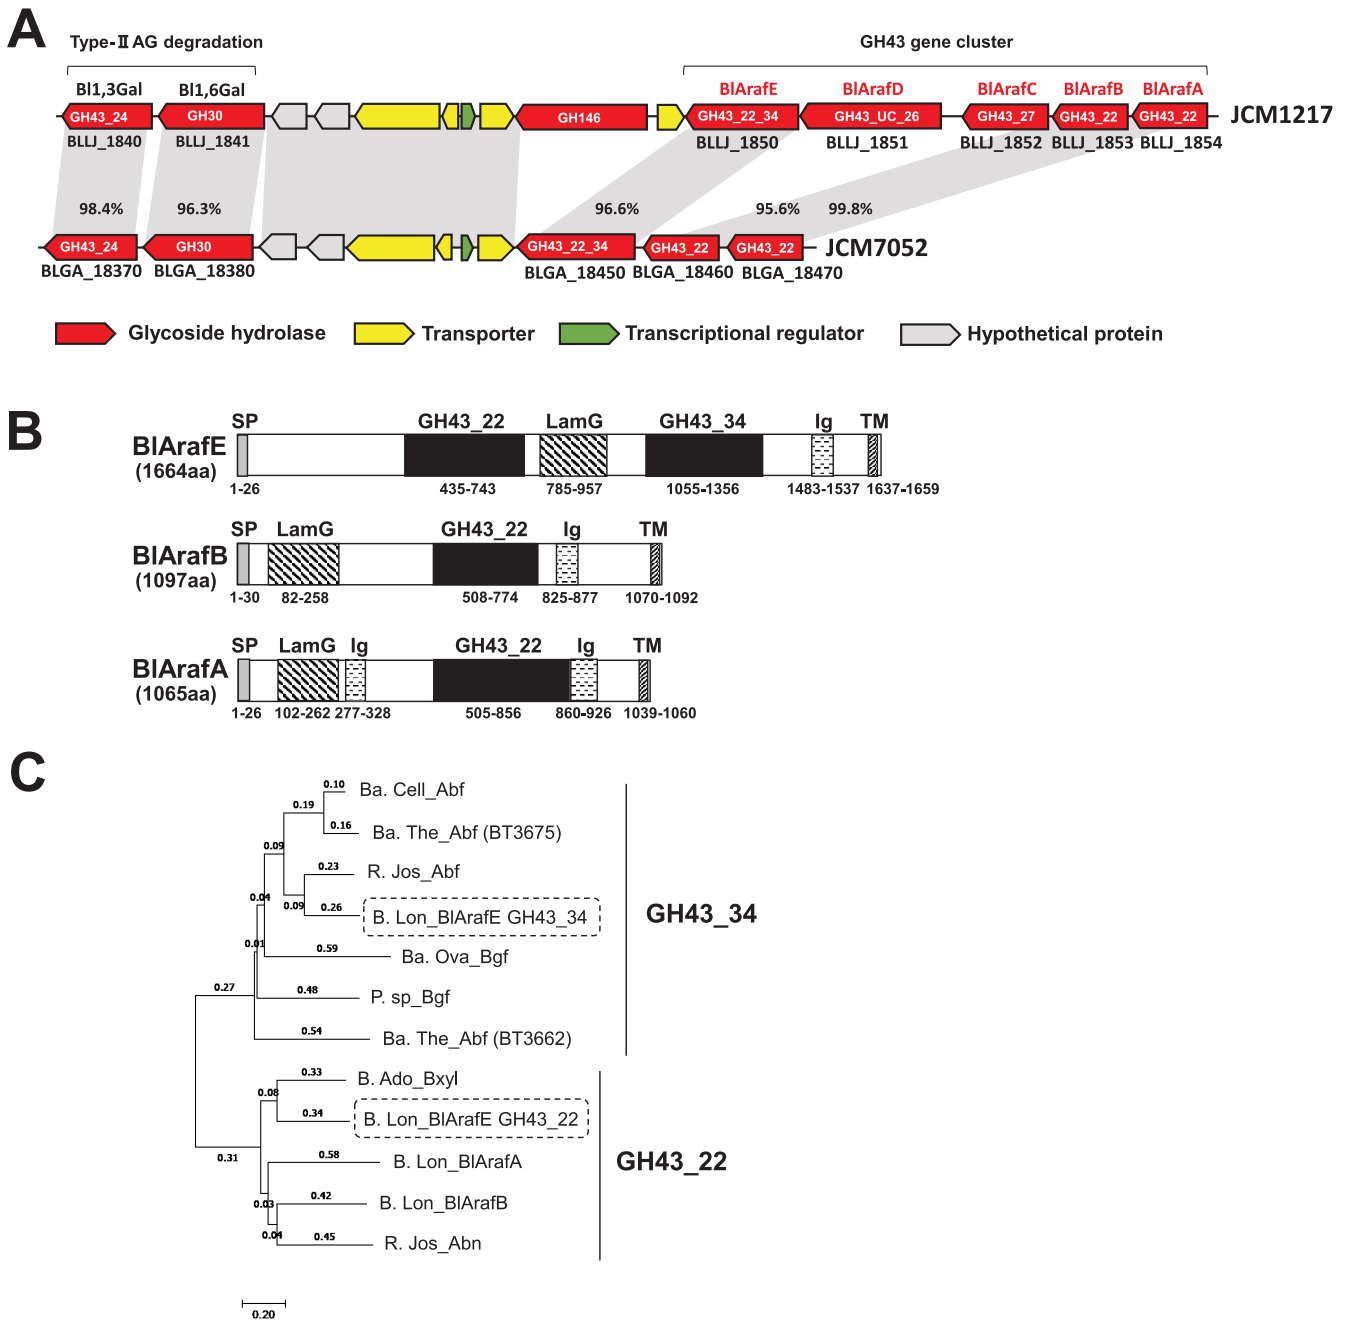 A
Type-Ⅱ AG degradation
GH43 gene cluster
Bl1,3Gal Bl1,6Gal BlArafE BlArafD BlArafC BlArafB BlArafA
GH43_24 GH30 GH146 GH43_22_34 GH43_UC_26 GH43_27 GH43_22 GH43_22 JCM1217
BLLJ_1840 BLLJ_1841 BLLJ_1850 BLLJ_1851 BLLJ_1852 BLLJ_1853 BLLJ_1854
98.4% 96.3% 96.6% 95.6% 99.8%
GH43_24 GH30 GH43_22_34 GH43_22 GH43_22 JCM7052
BLGA_18370 BLGA_18380 BLGA_18450 BLGA_18460 BLGA_18470
Glycoside hydrolase Transporter Transcriptional regulator Hypothetical protein
B
SP GH43_22 LamG GH43_34 Ig TM
BlArafE
(1664aa)
1-26 435-743 785-957 1055-1356 1483-1537 1637-1659
SP LamG GH43_22 Ig TM
BlArafB
(1097aa)
1-30 82-258 508-774 825-877 1070-1092
SP LamG Ig GH43_22 Ig TM
BlArafA
(1065aa)
1-26 102-262 277-328 505-856 860-926 1039-1060
C
0.10 Ba. Cell_Abf
0.19
0.16 Ba. The_Abf (BT3675)
0.09
0.23 R. Jos_Abf
0.04
0.09 0.26 B. Lon_BlArafE GH43_34
GH43_34
0.01
0.59 Ba. Ova_Bgf
0.27
0.48 P. sp_Bgf
0.54 Ba. The_Abf (BT3662)
0.33 B. Ado_Bxyl
0.08
0.34 B. Lon_BlArafE GH43_22
0.31
0.58 B. Lon_BlArafA
GH43_22
0.03
0.42 B. Lon_BlArafB
0.04
0.45 R. Jos_Abn
0.20